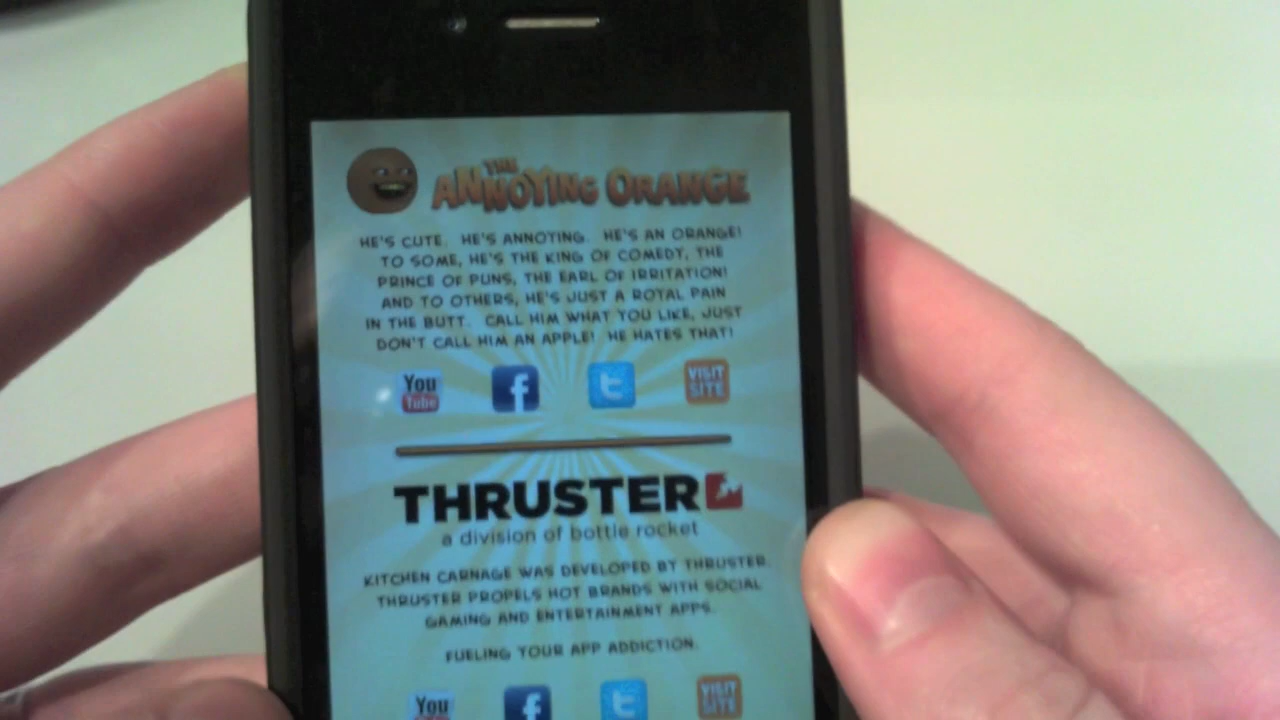 THE
ANNOYING ORANGE
HE'S CUTE. HE'S ANNOYING. HE'S AN ORANGE!
TO SOME, HE'S THE KING OF COMEDY, THE
PRINCE OF PUNS, THE EARL OF IRRITATION!
AND TO OTHERS, HE'S JUST A ROYAL PAIN
IN THE BUTT. CALL HIM WHAT YOU LIKE, JUST
DON'T CALL HIM AN APPLE! HE HATES THAT!
You
Tube
f
t
VISIT
SITE
THRUSTER
a division of bottle rocket
KITCHEN CARNAGE WAS DEVELOPED BY THRUSTER.
THRUSTER PROPELS HOT BRANDS WITH SOCIAL
GAMING AND ENTERTAINMENT APPS.
FUELING YOUR APP ADDICTION.
You
f
t
VISIT
SITE